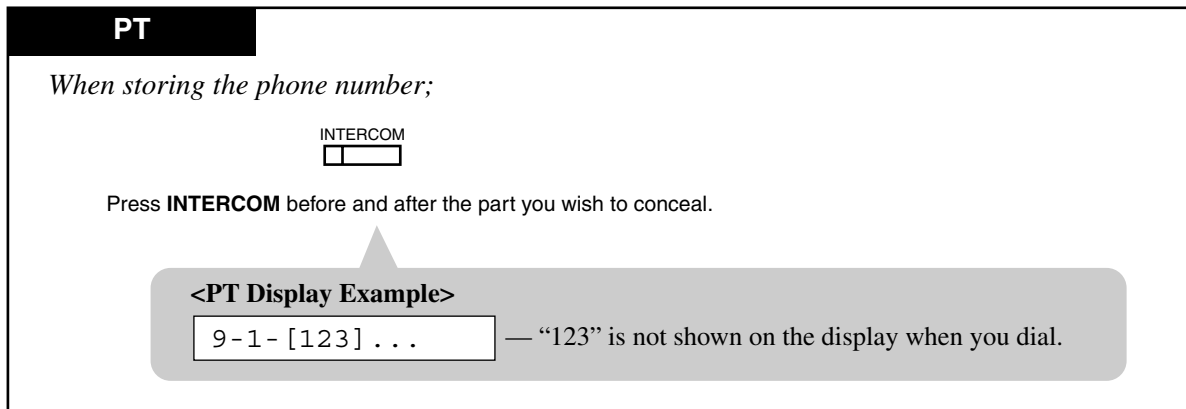 PT
When storing the phone number;
INTERCOM
Press INTERCOM before and after the part you wish to conceal.
<PT Display Example>
9-1-[123]... — “123” is not shown on the display when you dial.